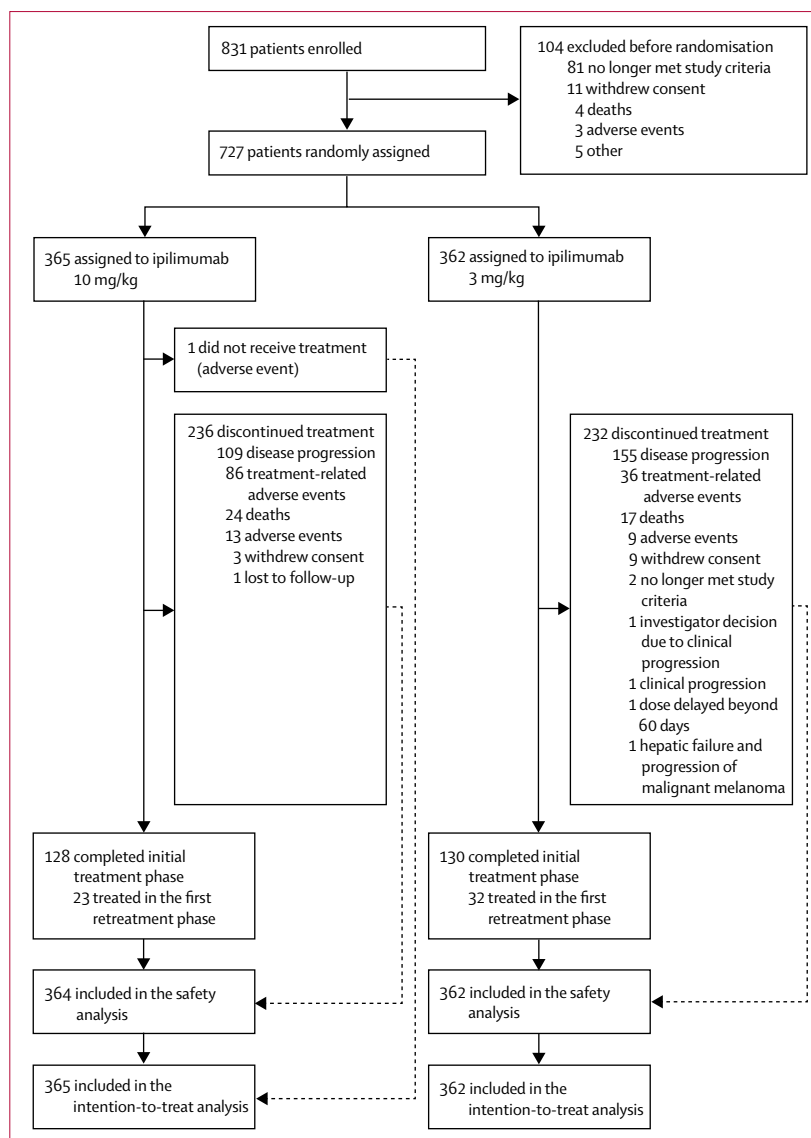 831 patients enrolled
104 excluded before randomisation
81 no longer met study criteria
11 withdrew consent
4 deaths
3 adverse events
5 other
727 patients randomly assigned
365 assigned to ipilimumab
10 mg/kg
362 assigned to ipilimumab
3 mg/kg
1 did not receive treatment
(adverse event)
236 discontinued treatment
109 disease progression
86 treatment-related
adverse events
24 deaths
13 adverse events
3 withdrew consent
1 lost to follow-up
232 discontinued treatment
155 disease progression
36 treatment-related
adverse events
17 deaths
9 adverse events
9 withdrew consent
2 no longer met study
criteria
1 investigator decision
due to clinical
progression
1 clinical progression
1 dose delayed beyond
60 days
1 hepatic failure and
progression of
malignant melanoma
128 completed initial
treatment phase
23 treated in the first
retreatment phase
130 completed initial
treatment phase
32 treated in the first
retreatment phase
364 included in the safety
analysis
362 included in the safety
analysis
365 included in the
intention-to-treat analysis
362 included in the
intention-to-treat analysis